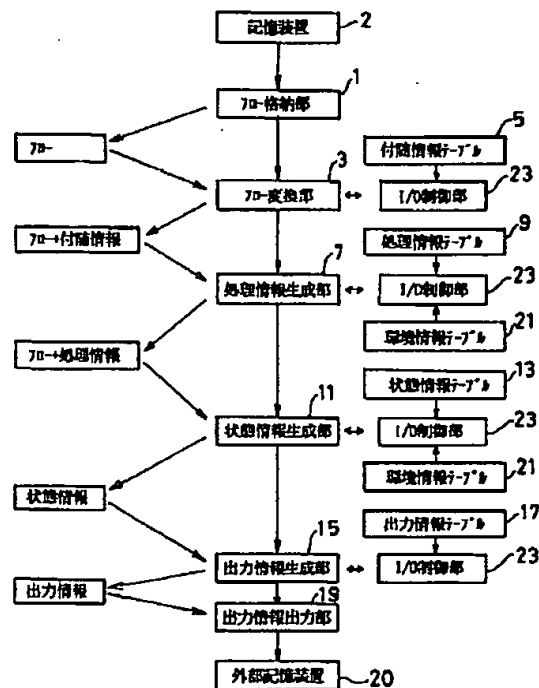 記憶装置
2
フロー格納部
1
フロー
付随情報テーブル
5
フロー変換部
3
I/O制御部
23
フロー+付随情報
処理情報テーブル
9
処理情報生成部
7
I/O制御部
23
環境情報テーブル
21
フロー+処理情報
状態情報テーブル
13
状態情報生成部
11
I/O制御部
23
環境情報テーブル
21
状態情報
出力情報テーブル
17
出力情報生成部
15
I/O制御部
23
出力情報
出力情報出力部
19
外部記憶装置
20